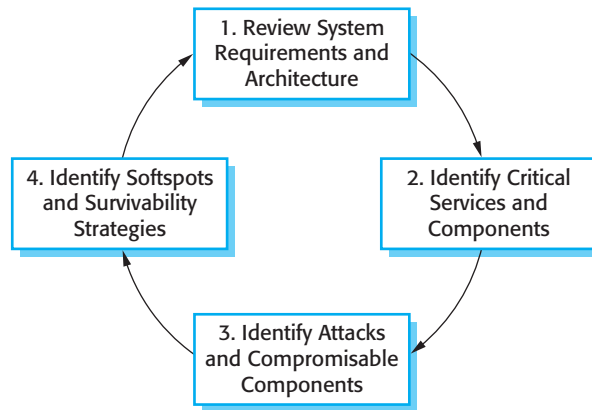 1. Review System
Requirements and
Architecture
2. Identify Critical
Services and
Components
3. Identify Attacks
and Compromisable
Components
4. Identify Softspots
and Survivability
Strategies